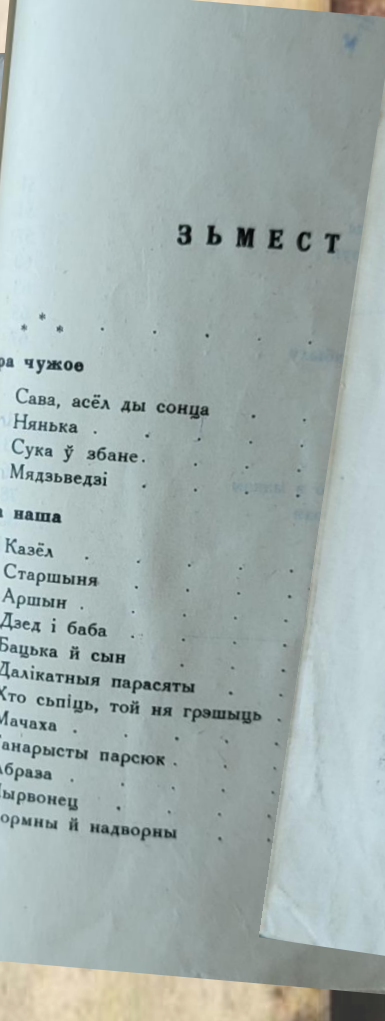 ЗЬМЕСТ
* * *
ра чужое
Сава, асёл ды сонца
Нянька
Сука ў збане
Мядзьведзі
а наша
Казёл
Старшыня
Аршын
Дзед і баба
Бацька й сын
Далікатныя парасяты
Хто сьпіць, той ня грэшыць
Мачаха
анарысты парсюк
браза
ырвонец
ормны й надворны